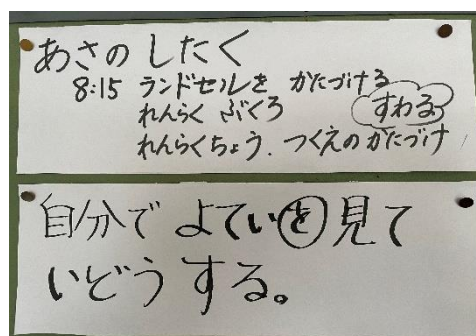 あさの したく
8:15 ランドセルを かたづける
れんらく ぶくろ
すわる
れんらくちょう. つくえの かたづけ
自分で よていを 見て
いどう する。